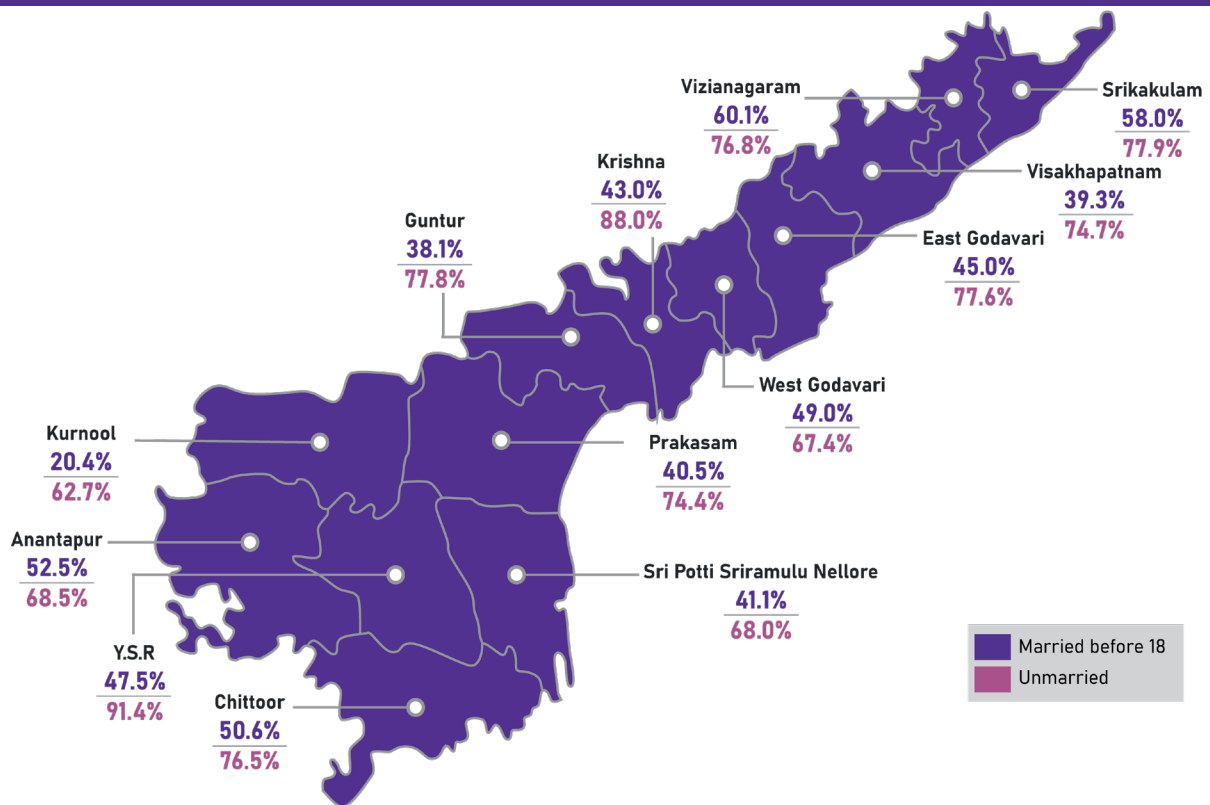 Vizianagaram
60.1%
76.8%
Srikakulam
58.0%
77.9%
Krishna
43.0%
88.0%
Visakhapatnam
39.3%
74.7%
Guntur
38.1%
77.8%
East Godavari
45.0%
77.6%
West Godavari
49.0%
67.4%
Kurnool
20.4%
62.7%
Prakasam
40.5%
74.4%
Anantapur
52.5%
68.5%
Sri Potti Sriramulu Nellore
41.1%
68.0%
Y.S.R
47.5%
91.4%
Chittoor
50.6%
76.5%
Married before 18
Unmarried